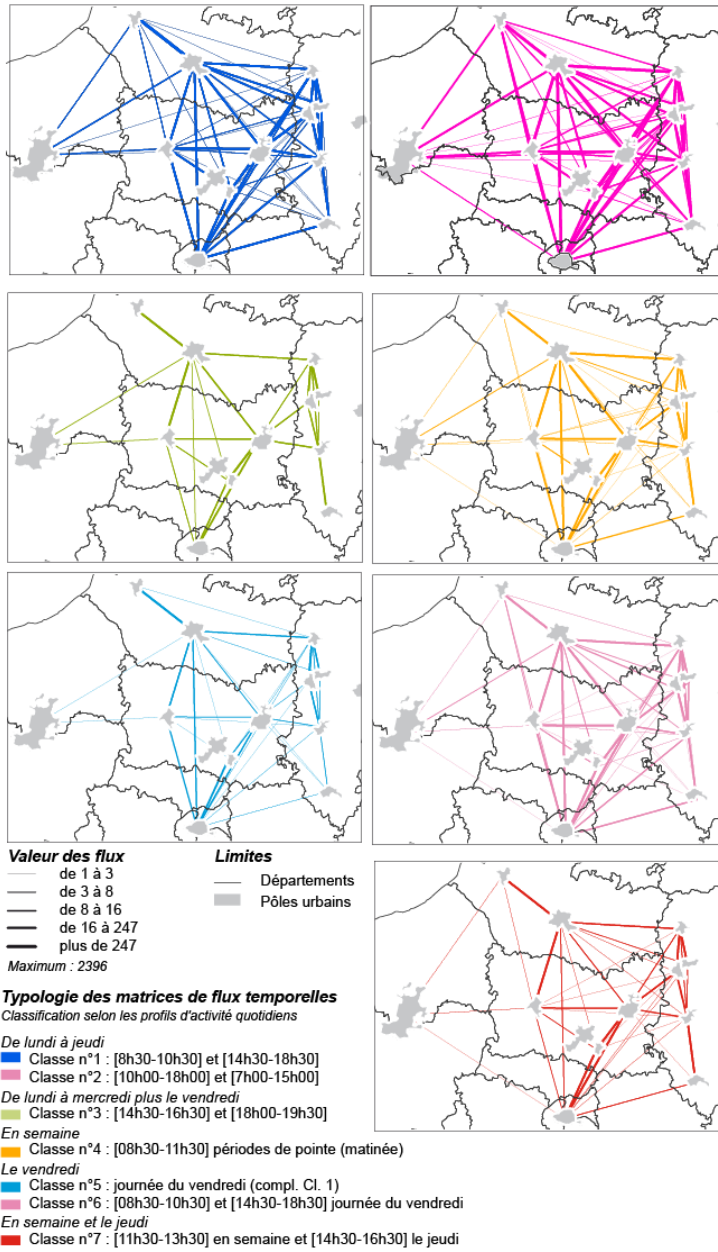 Valeur des flux
de 1 à 3
de 3 à 8
de 8 à 16
de 16 à 247
plus de 247
Maximum : 2396
Limites
Départements
Pôles urbains
Typologie des matrices de flux temporelles
Classification selon les profils d'activité quotidiens
De lundi à jeudi
Classe n°1 : [8h30-10h30] et [14h30-18h30]
Classe n°2 : [10h00-18h00] et [7h00-15h00]
De lundi à mercredi plus le vendredi
Classe n°3 : [14h30-16h30] et [18h00-19h30]
En semaine
Classe n°4 : [08h30-11h30] périodes de pointe (matinée)
Le vendredi
Classe n°5 : journée du vendredi (compl. Cl. 1)
Classe n°6 : [08h30-10h30] et [14h30-18h30] journée du vendredi
En semaine et le jeudi
Classe n°7 : [11h30-13h30] en semaine et [14h30-16h30] le jeudi